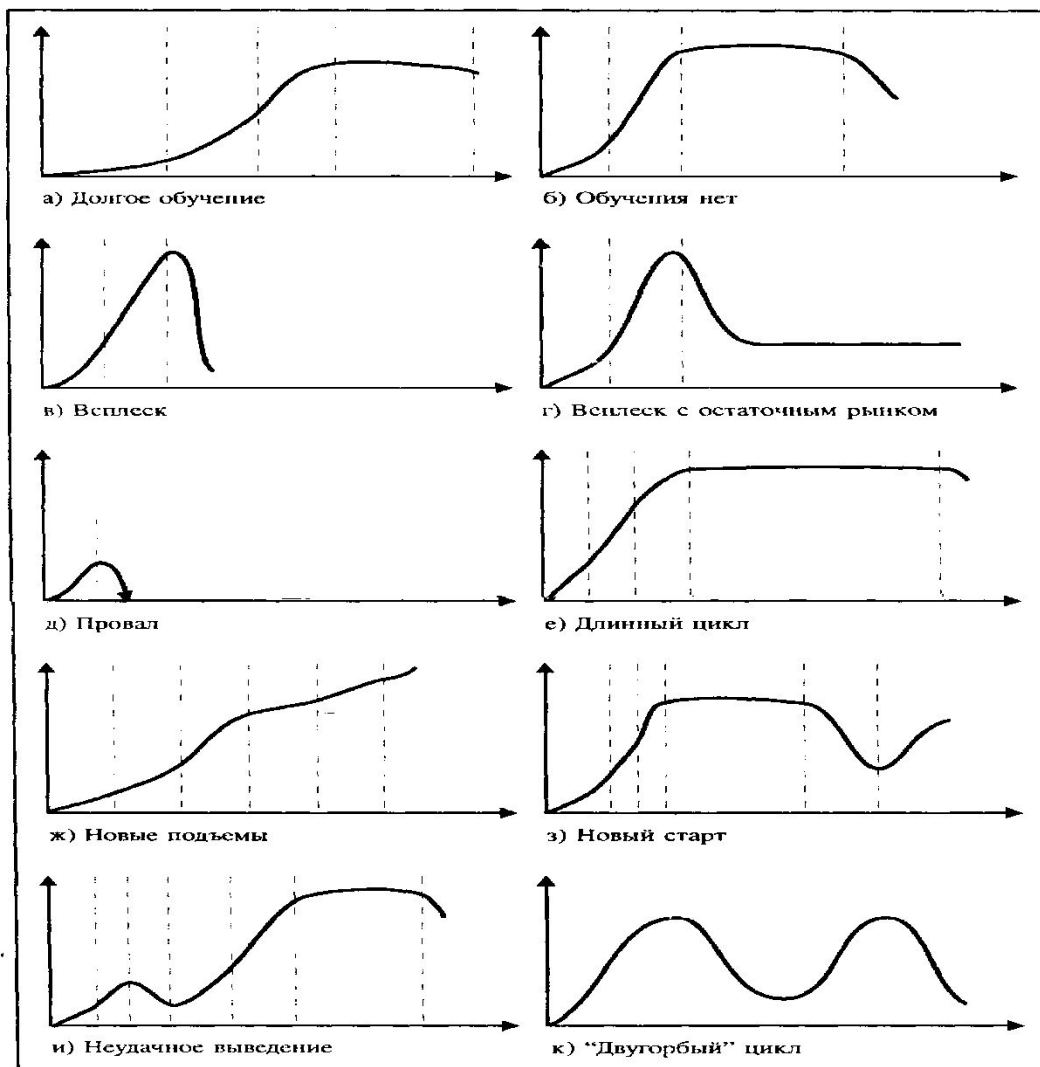 а) Долгое обучение
б) Обучения нет
в) Всплеск
г) Всплеск с остаточным рынком
д) Провал
е) Длинный цикл
ж) Новые подъемы
з) Новый старт
и) Неудачное выведение
к) “Двугорбый” цикл